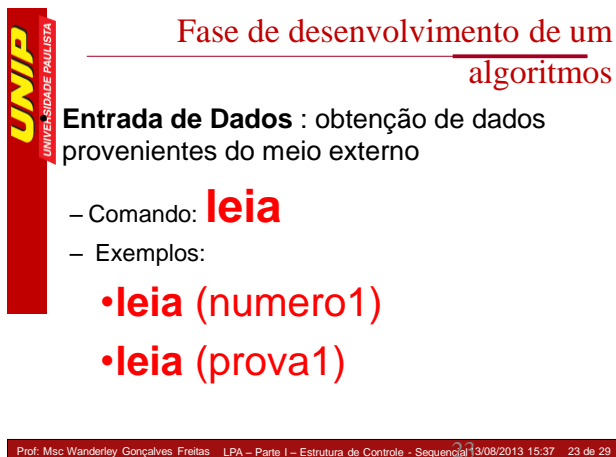 Fase de desenvolvimento de um
algoritmos
UNIP
UNIVERSIDADE PAULISTA
• Entrada de Dados : obtenção de dados
provenientes do meio externo
– Comando: leia
– Exemplos:
•leia (numero1)
•leia (prova1)
Prof: Msc Wanderley Gonçalves Freitas LPA – Parte I – Estrutura de Controle - Sequencial 13/08/2013 15:37 23 de 29
23